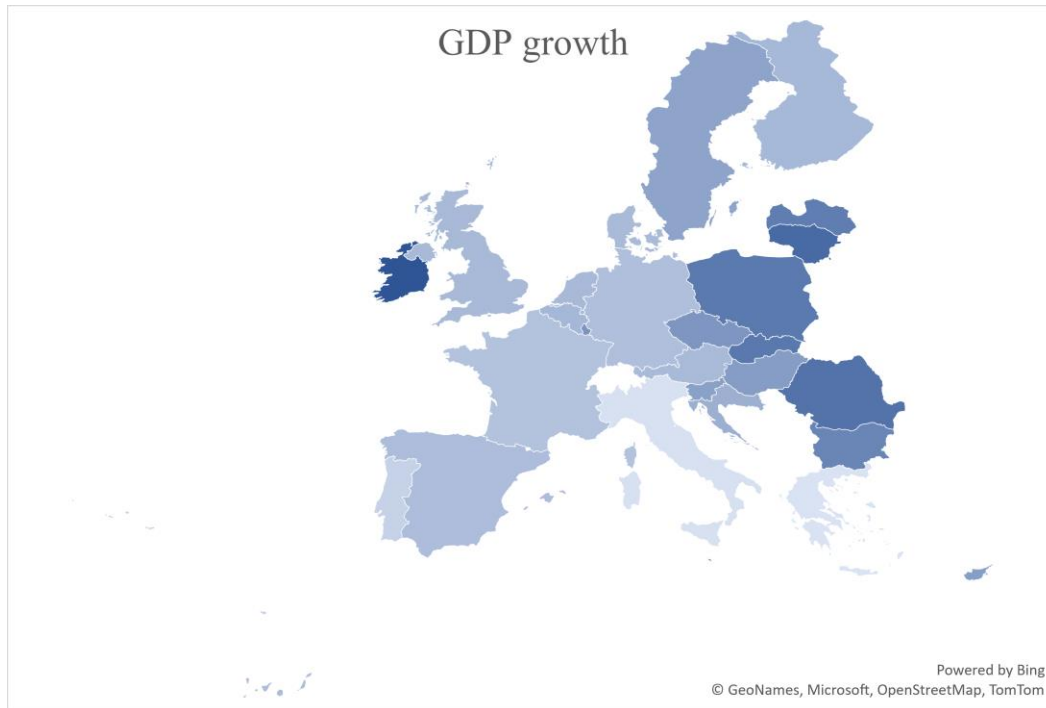 GDP growth
Powered by Bing
© GeoNames, Microsoft, OpenStreetMap, TomTom